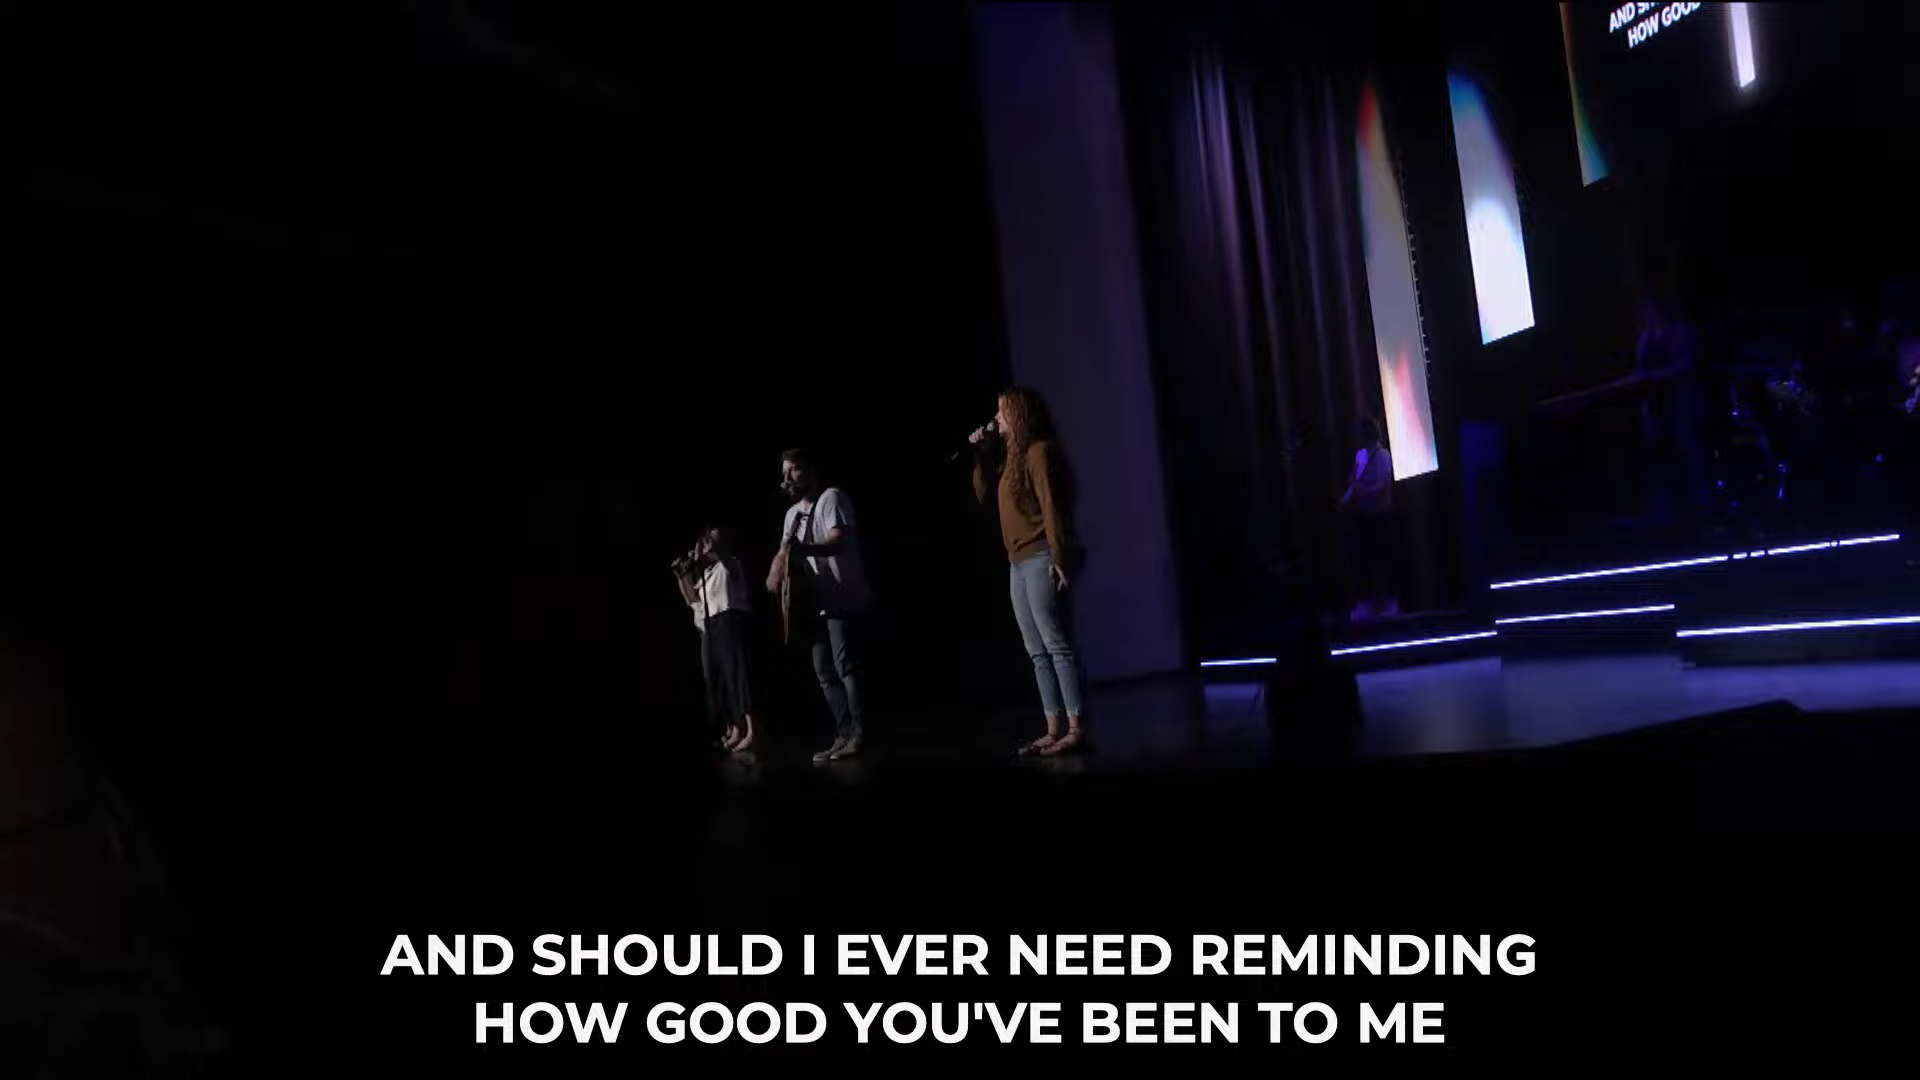 HOW GOOD
AND SHOULD I EVER NEED REMINDING
HOW GOOD YOU'VE BEEN TO ME